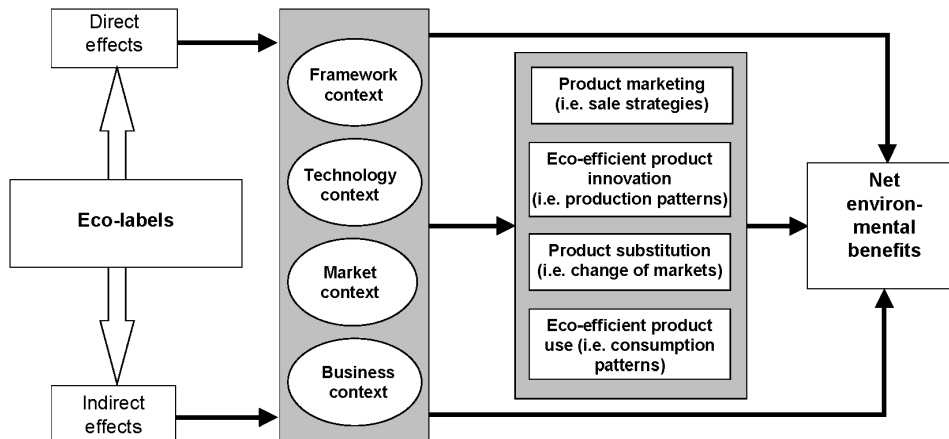 Direct
effects
Eco-labels
Indirect
effects
Framework
context
Technology
context
Market
context
Business
context
Product marketing
(i.e. sale strategies)
Eco-efficient product
innovation
(i.e. production patterns)
Product substitution
(i.e. change of markets)
Eco-efficient product
use (i.e. consumption
patterns)
Net
environ-
mental
benefits